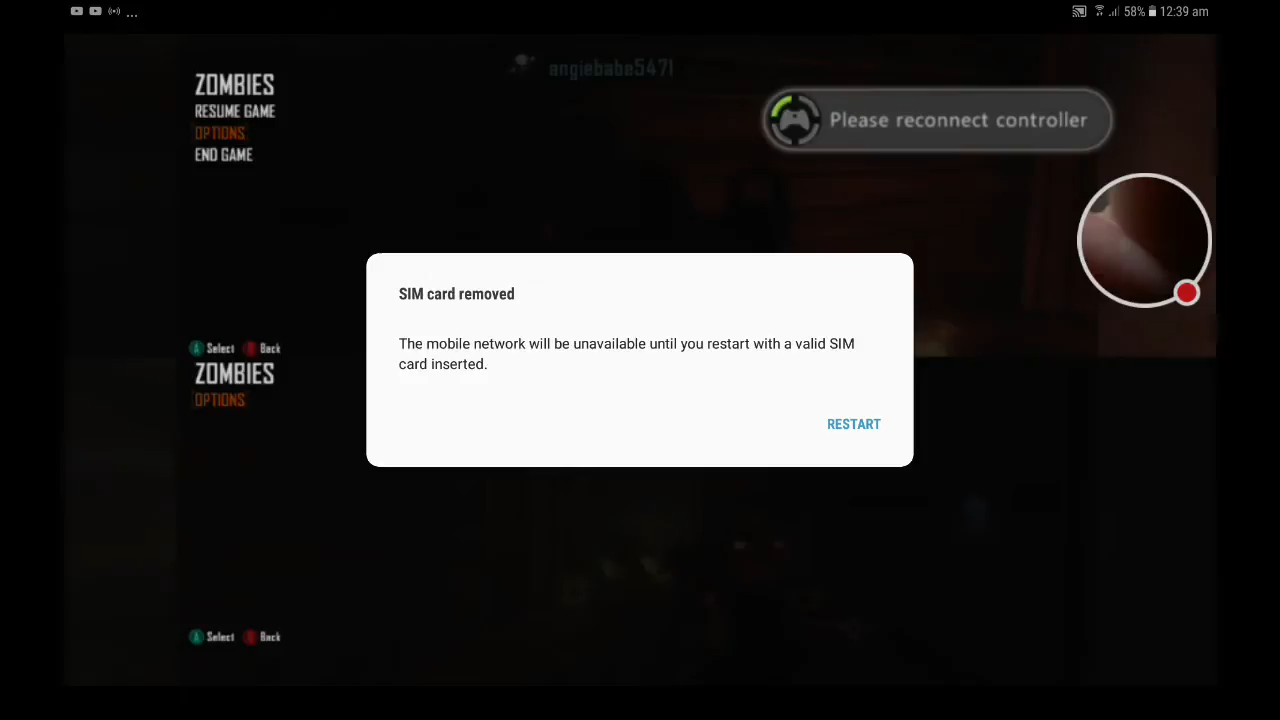 58% 12:39 am
angiebabe5471
ZOMBIES
RESUME GAME
OPTIONS
END GAME
Please reconnect controller
SIM card removed
The mobile network will be unavailable until you restart with a valid SIM
card inserted.
RESTART
A Select B Back
ZOMBIES
OPTIONS
A Select B Back